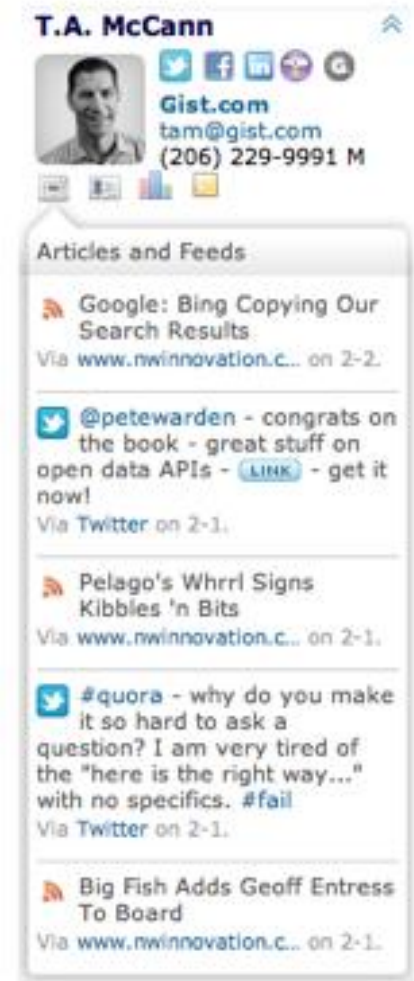 T.A. McCann
Gist.com
tam@gist.com
(206) 229-9991 M
Articles and Feeds
Google: Bing Copying Our
Search Results
Via www.nwinnovation.c... on 2-2.
@petewarden - congrats on
the book - great stuff on
open data APIs - LINK - get it
now!
Via Twitter on 2-1.
Pelago's Whrrl Signs
Kibbles 'n Bits
Via www.nwinnovation.c... on 2-1.
#quora - why do you make
it so hard to ask a
question? I am very tired of
the "here is the right way..."
with no specifics. #fail
Via Twitter on 2-1.
Big Fish Adds Geoff Entress
To Board
Via www.nwinnovation.c... on 2-1.